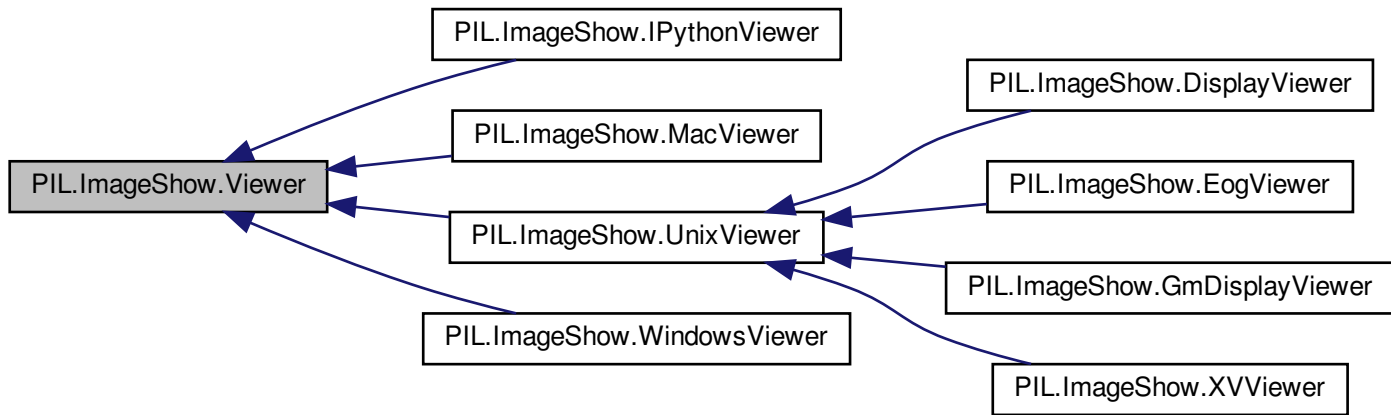 PIL.ImageShow.IPythonViewer
PIL.ImageShow.DisplayViewer
PIL.ImageShow.MacViewer
PIL.ImageShow.Viewer
PIL.ImageShow.EogViewer
PIL.ImageShow.UnixViewer
PIL.ImageShow.GmDisplayViewer
PIL.ImageShow.WindowsViewer
PIL.ImageShow.XVViewer